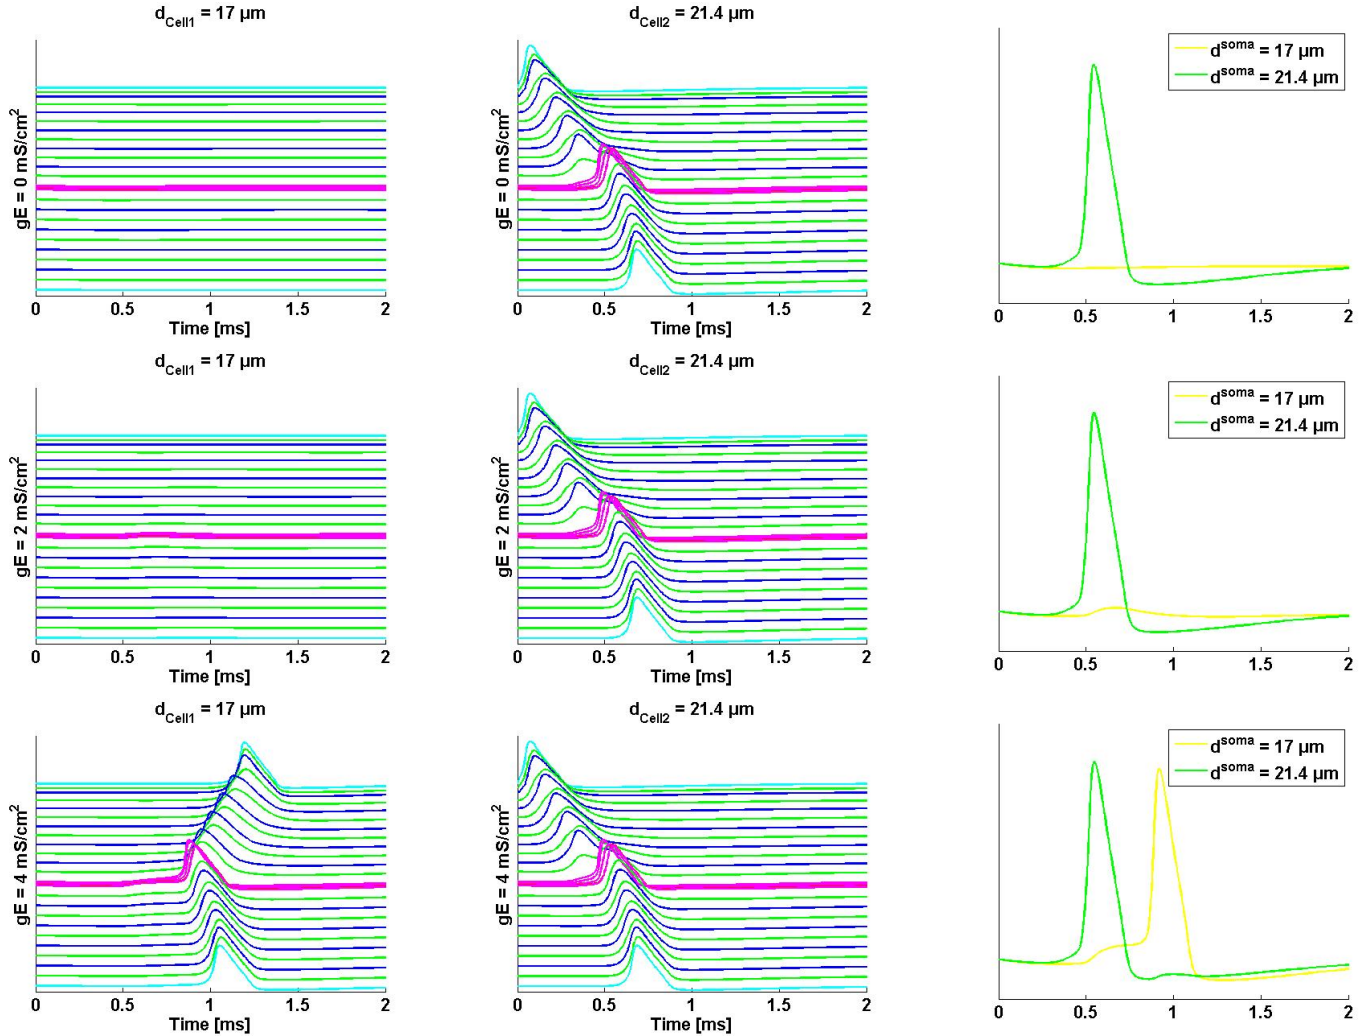 d_Cell1 = 17 µm
d_Cell2 = 21.4 µm
gE = 0 mS/cm²
0 0.5 1 1.5 2
Time [ms]
gE = 0 mS/cm²
0 0.5 1 1.5 2
Time [ms]
d^soma = 17 µm
d^soma = 21.4 µm
0 0.5 1 1.5 2
d_Cell1 = 17 µm
d_Cell2 = 21.4 µm
gE = 2 mS/cm²
0 0.5 1 1.5 2
Time [ms]
gE = 2 mS/cm²
0 0.5 1 1.5 2
Time [ms]
d^soma = 17 µm
d^soma = 21.4 µm
0 0.5 1 1.5 2
d_Cell1 = 17 µm
d_Cell2 = 21.4 µm
gE = 4 mS/cm²
0 0.5 1 1.5 2
Time [ms]
gE = 4 mS/cm²
0 0.5 1 1.5 2
Time [ms]
d^soma = 17 µm
d^soma = 21.4 µm
0 0.5 1 1.5 2